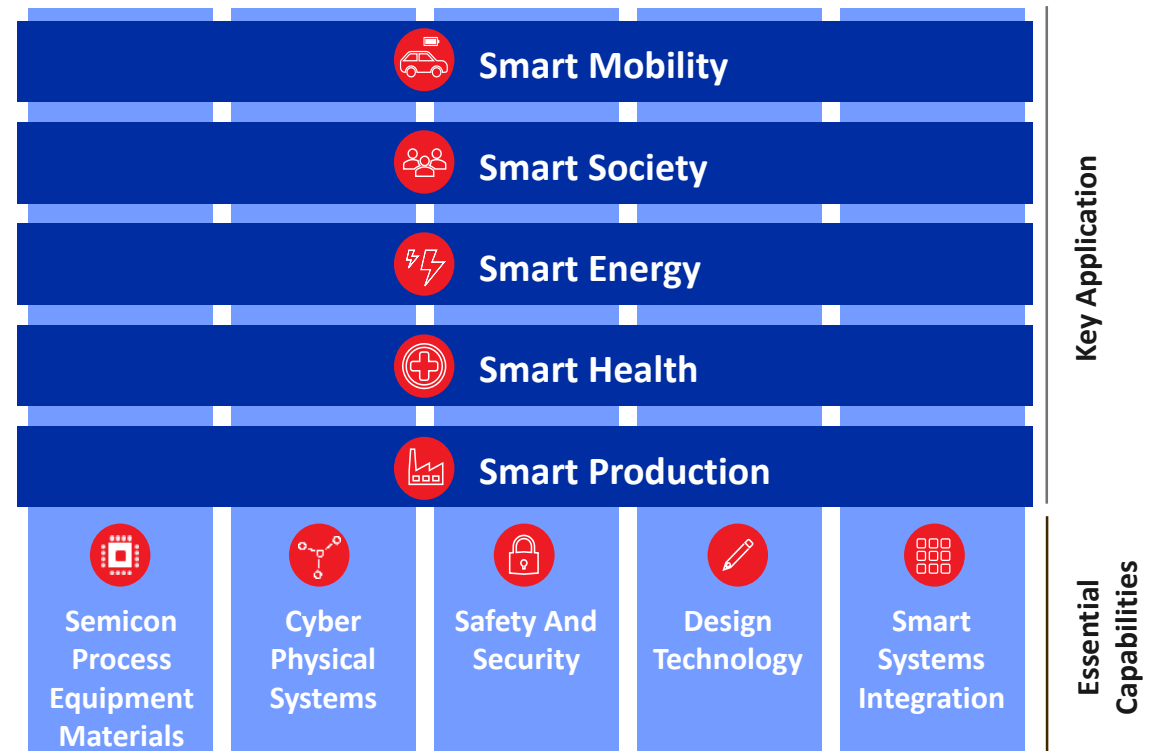 Smart Mobility
Smart Society
Smart Energy
Smart Health
Smart Production
Key Application
Semicon
Process
Equipment
Materials
Cyber
Physical
Systems
Safety And
Security
Design
Technology
Smart
Systems
Integration
Essential
Capabilities